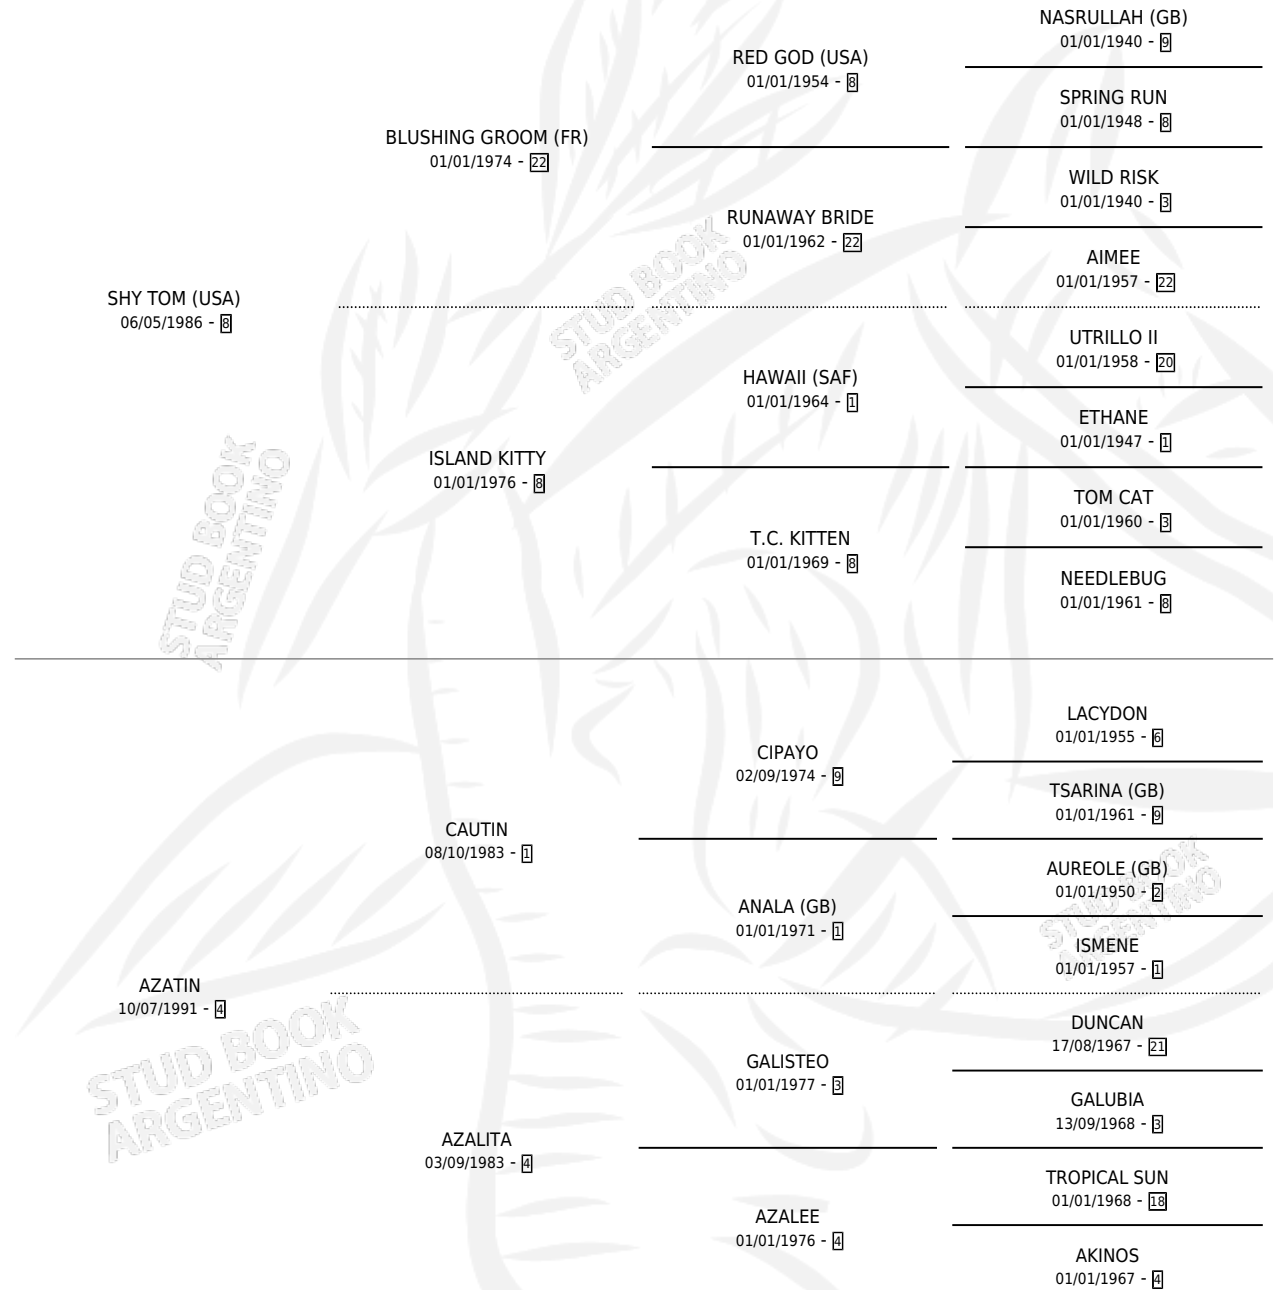 NASRULLAH (GB)
01/01/1940 - 9
RED GOD (USA)
01/01/1954 - 8
SPRING RUN
01/01/1948 - 8
BLUSHING GROOM (FR)
01/01/1974 - 22
WILD RISK
01/01/1940 - 3
RUNAWAY BRIDE
01/01/1962 - 22
AIMEE
01/01/1957 - 22
SHY TOM (USA)
06/05/1986 - 8
UTRILLO II
01/01/1958 - 20
HAWAII (SAF)
01/01/1964 - 1
ETHANE
01/01/1947 - 1
ISLAND KITTY
01/01/1976 - 8
TOM CAT
01/01/1960 - 3
T.C. KITTEN
01/01/1969 - 8
NEEDLEBUG
01/01/1961 - 8
LACYDON
01/01/1955 - 6
CIPAYO
02/09/1974 - 9
TSARINA (GB)
01/01/1961 - 9
CAUTIN
08/10/1983 - 1
AUREOLE (GB)
01/01/1950 - 2
ANALA (GB)
01/01/1971 - 1
ISMENE
01/01/1957 - 1
AZATIN
10/07/1991 - 4
DUNCAN
17/08/1967 - 21
GALISTEO
01/01/1977 - 3
GALUBIA
13/09/1968 - 3
AZALITA
03/09/1983 - 4
TROPICAL SUN
01/01/1968 - 18
AZALEE
01/01/1976 - 4
AKINOS
01/01/1967 - 4
STUD BOOK
ARGENTINO
STUD BOOK
ARGENTINO
STUD BOOK
ARGENTINO
STUD BOOK
ARGENTINO